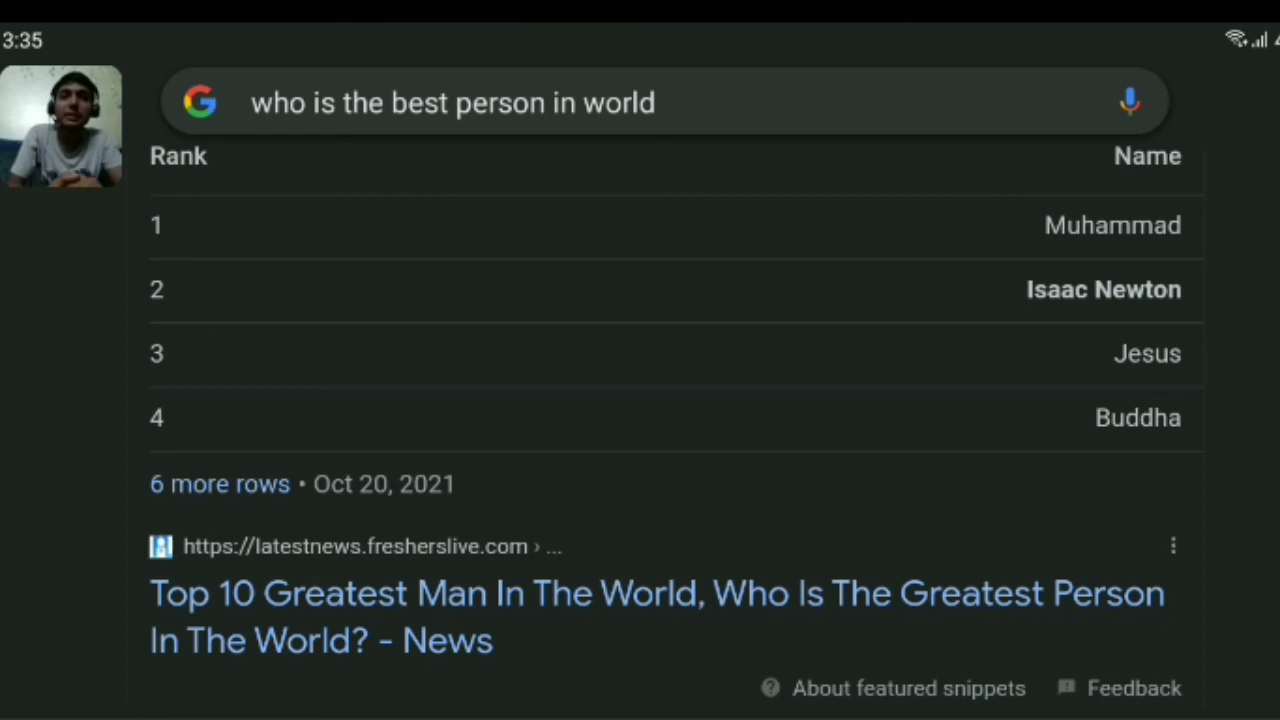 3:35
who is the best person in world
Rank Name
1 Muhammad
2 Isaac Newton
3 Jesus
4 Buddha
6 more rows • Oct 20, 2021
https://latestnews.fresherslive.com › ...
Top 10 Greatest Man In The World, Who Is The Greatest Person
In The World? - News
About featured snippets Feedback